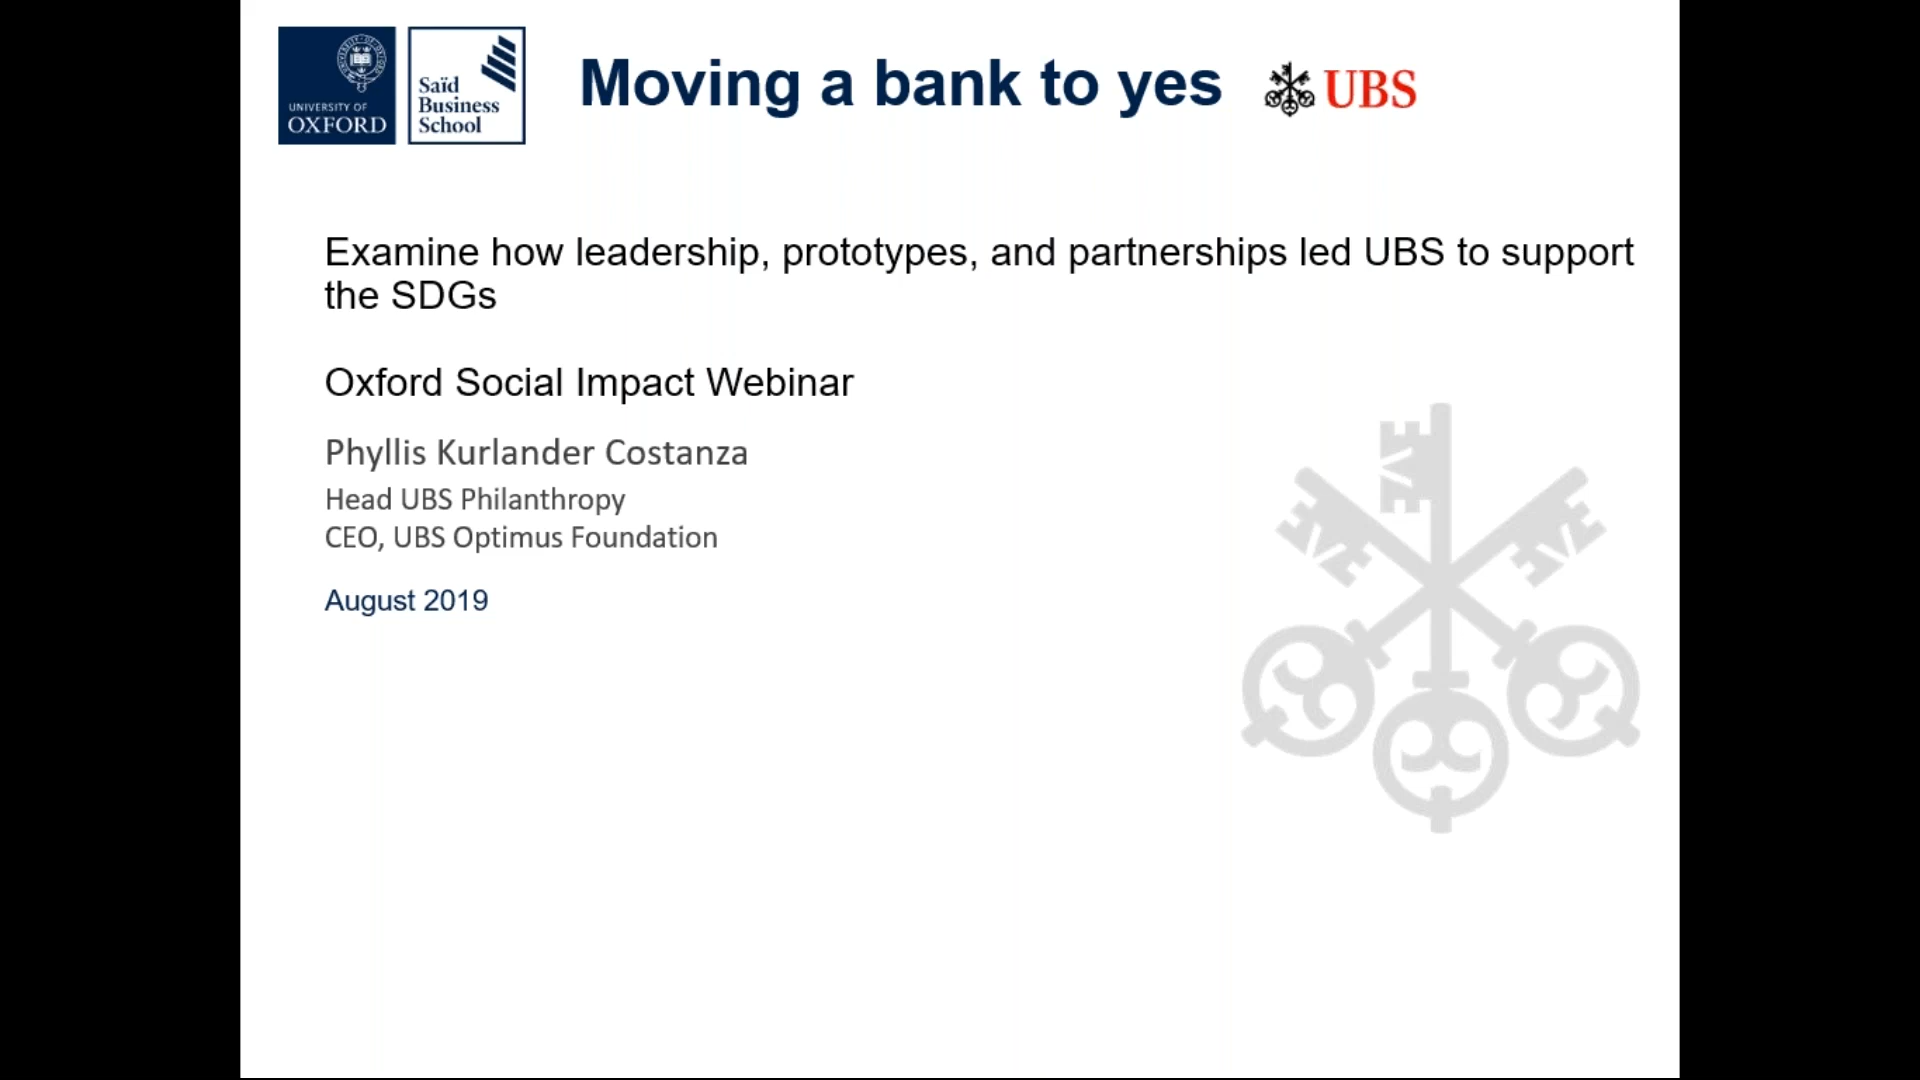 UNIVERSITY OF
OXFORD
Saïd
Business
School
Moving a bank to yes
UBS
Examine how leadership, prototypes, and partnerships led UBS to support
the SDGs
Oxford Social Impact Webinar
Phyllis Kurlander Costanza
Head UBS Philanthropy
CEO, UBS Optimus Foundation
August 2019